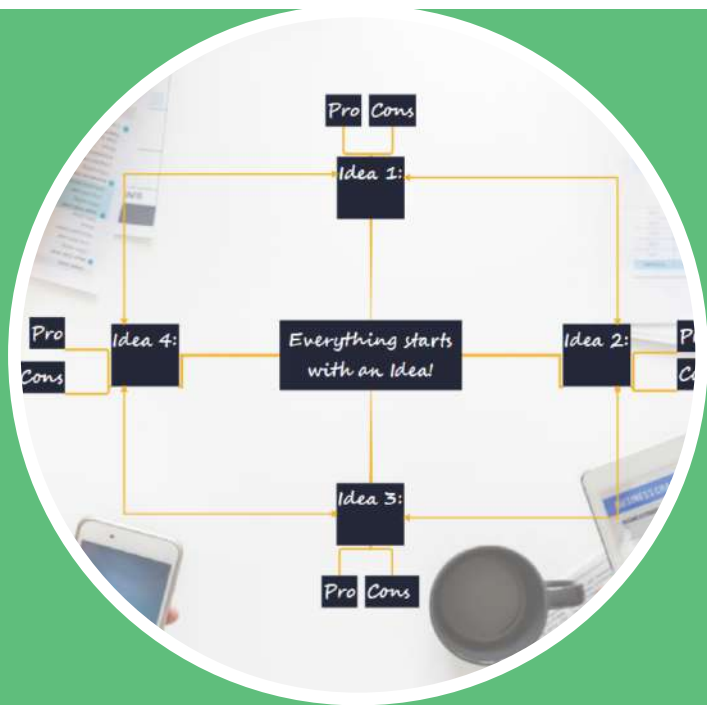 Pro Cons
Idea 1:
Pro
Cons
Idea 4:
Everything starts
with an Idea!
Idea 2:
Idea 3:
Pro Cons